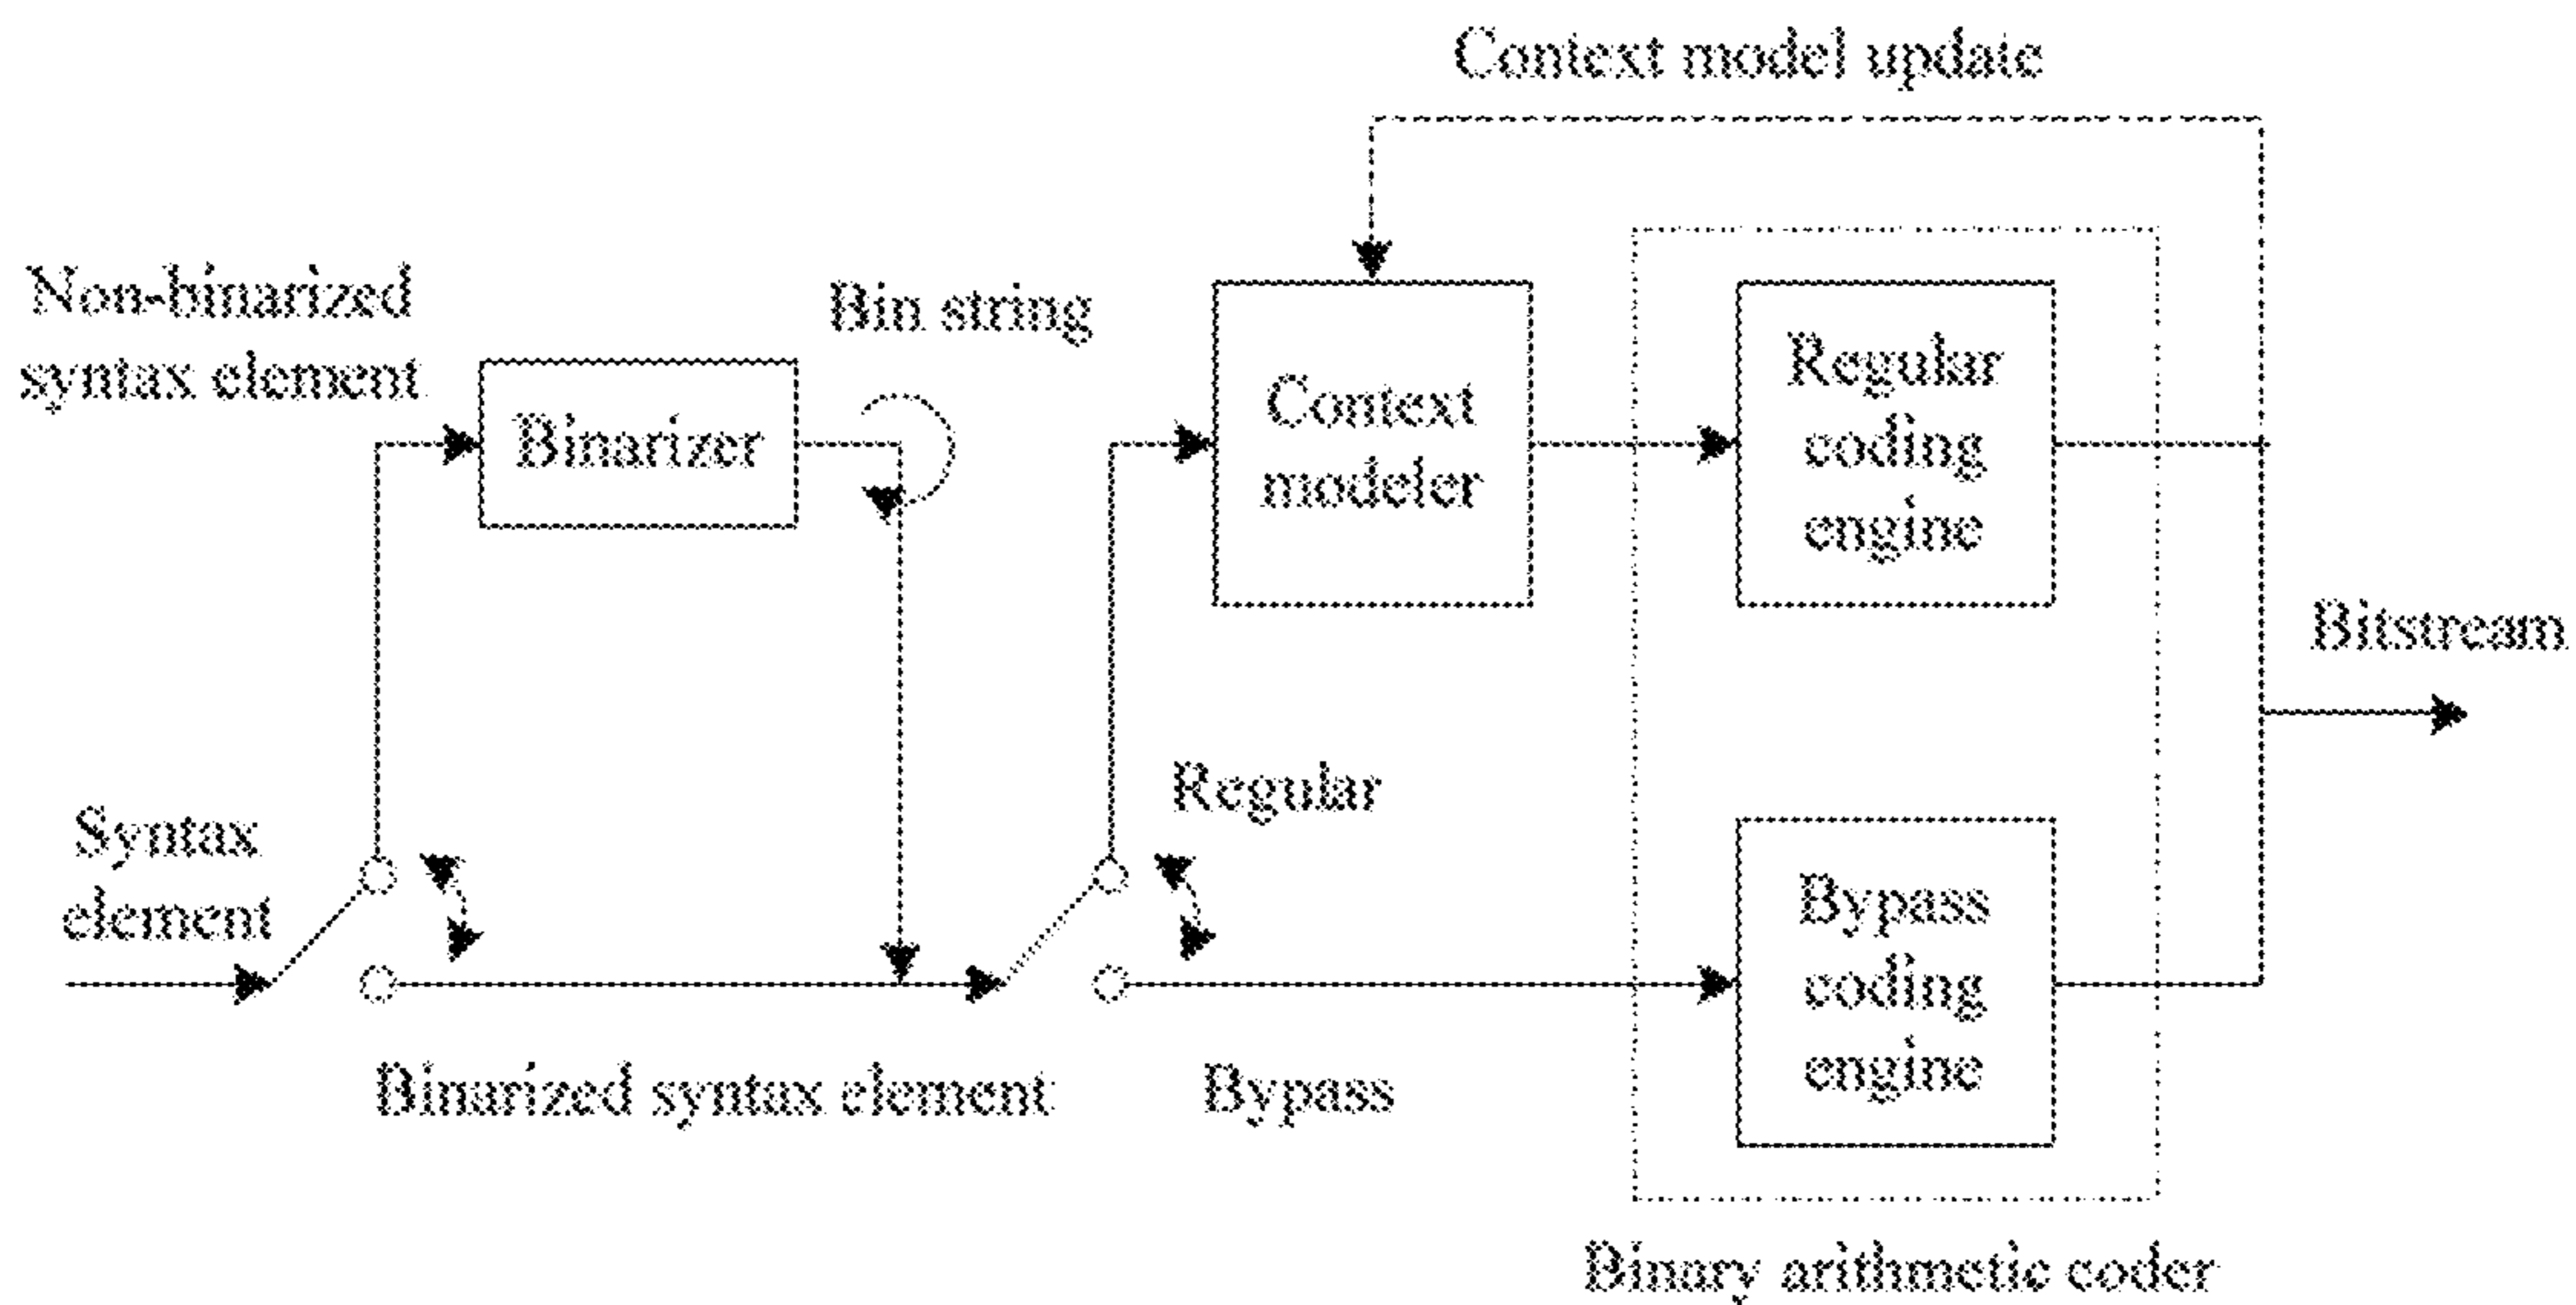 Context model update
Non-binarized
syntax element
Bin string
Binarizer
Context
modeler
Regular
coding
engine
Bitstream
Syntax
element
Regular
Bypass
coding
engine
Binarized syntax element
Bypass
Binary arithmetic coder